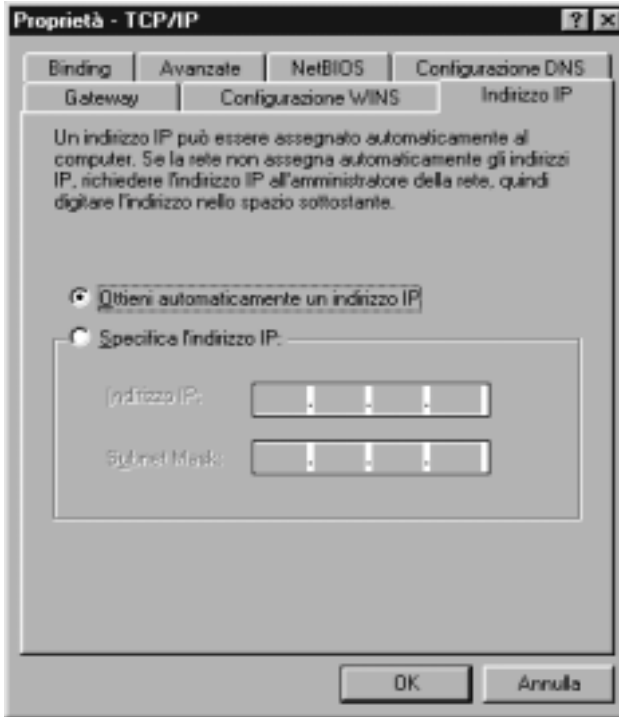 Proprietà - TCP/IP
Binding Avanzate NetBIOS Configurazione DNS
Gateway Configurazione WINS Indirizzo IP
Un indirizzo IP può essere assegnato automaticamente al
computer. Se la rete non assegna automaticamente gli indirizzi
IP, richiedere l'indirizzo IP all'amministratore della rete, quindi
digitare l'indirizzo nello spazio sottostante.
Ottieni automaticamente un indirizzo IP
Specifica l'indirizzo IP:
Indirizzo IP:
Subnet Mask:
OK Annulla